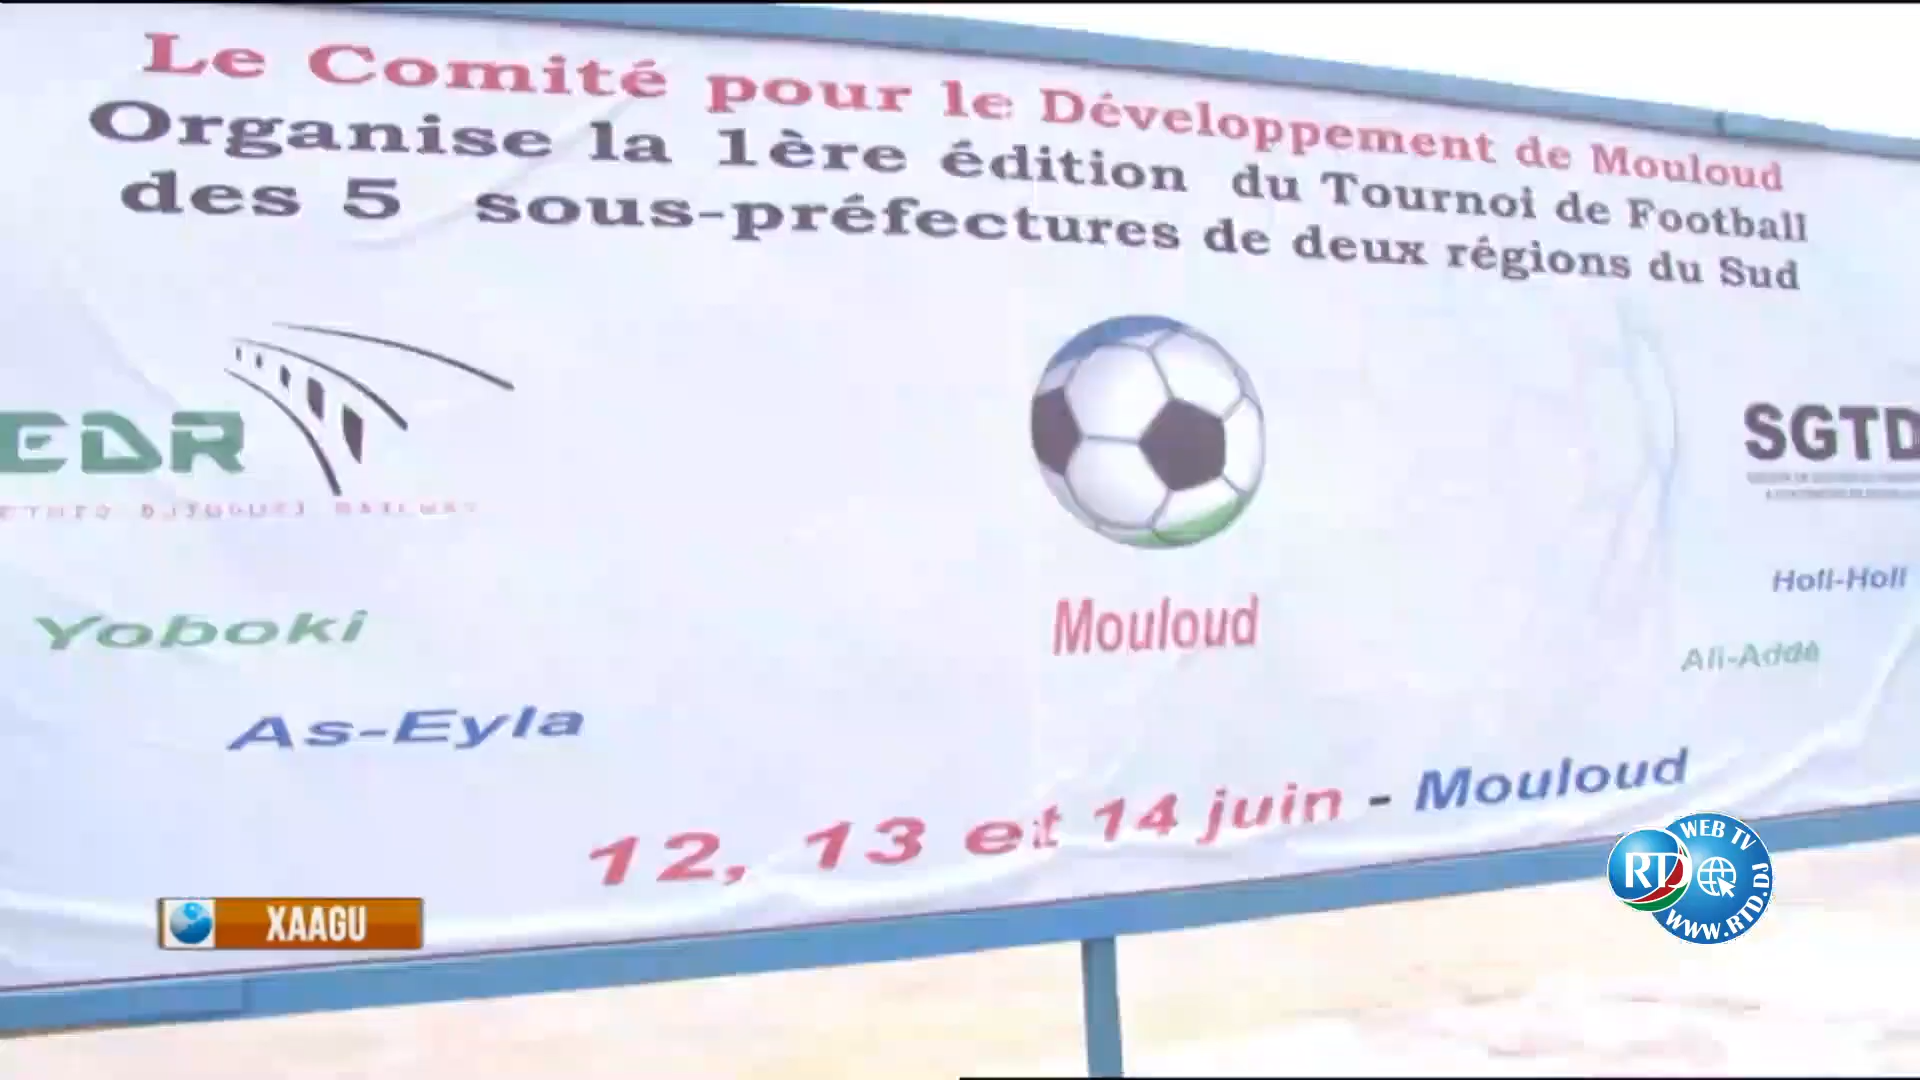 Le Comité pour le Développement de Mouloud
Organise la 1ère édition du Tournoi de Football
des 5 sous-préfectures de deux régions du Sud
EDR
SGTD
Yoboki
Mouloud
Holl-Holl
Ali-Addé
As-Eyla
12, 13 et 14 juin - Mouloud
XAAGU
WEB TV
RTD
WWW.RTD.DJ